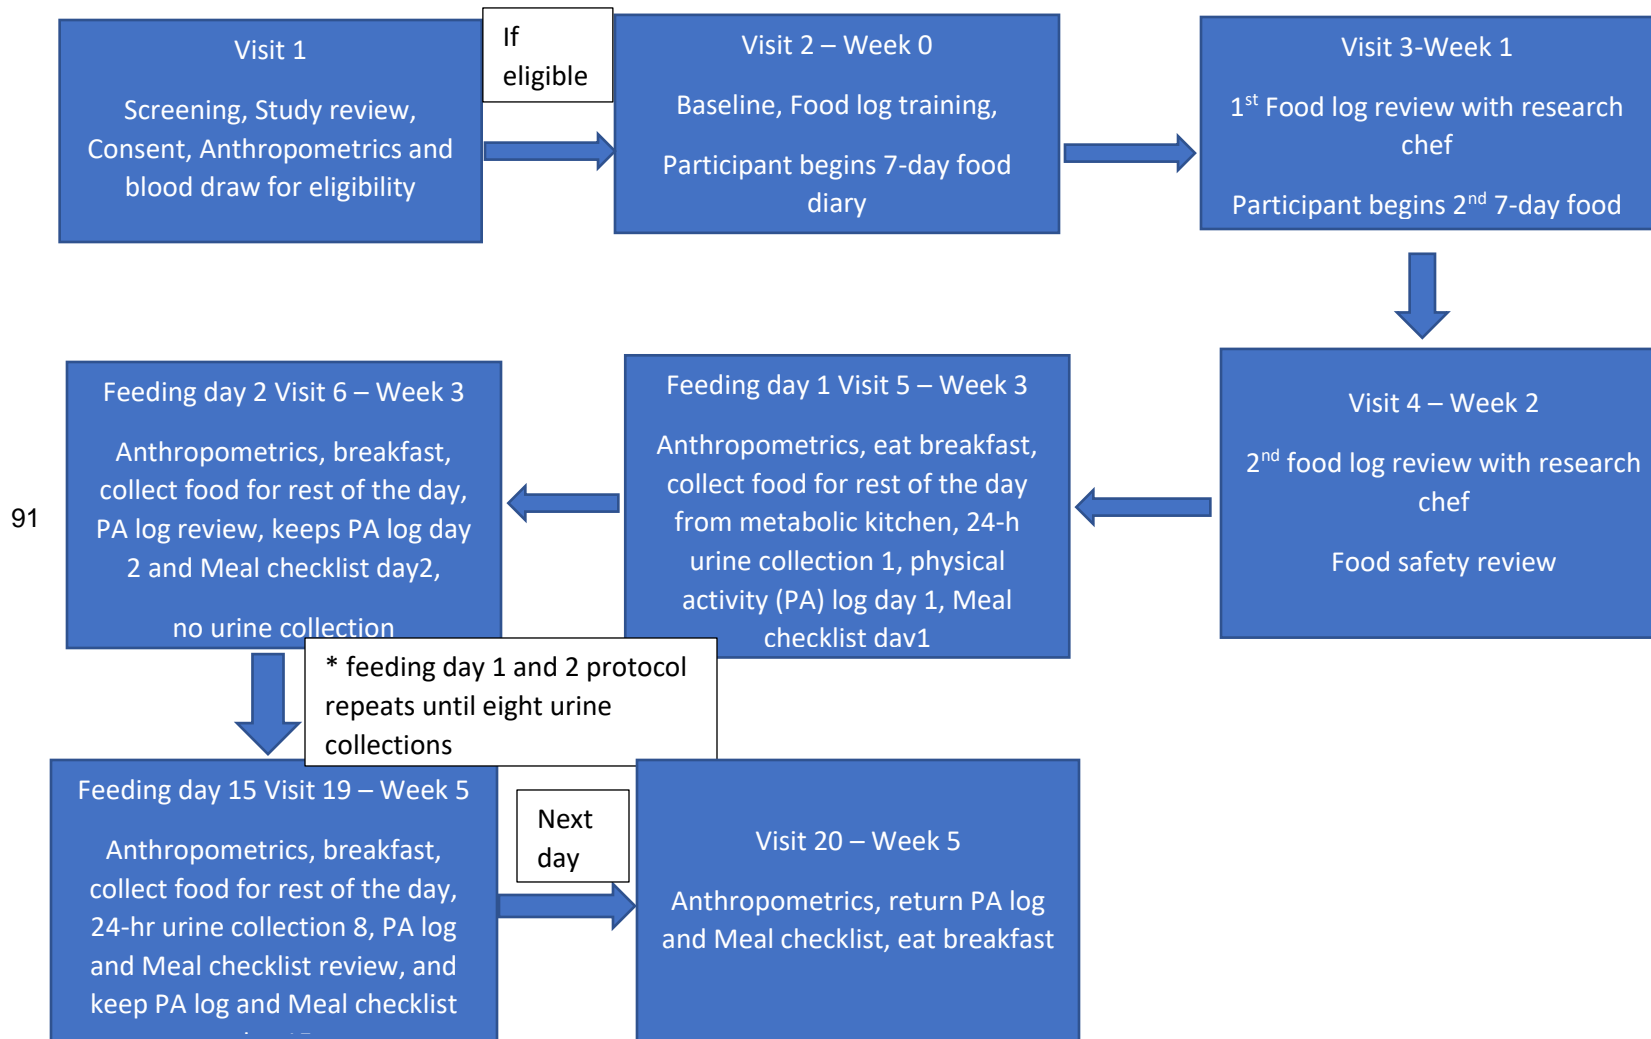 Visit 1
Screening, Study review,
Consent, Anthropometrics and
blood draw for eligibility
If
eligible
Visit 2 – Week 0
Baseline, Food log training,
Participant begins 7-day food
diary
Visit 3-Week 1
1st Food log review with research
chef
Participant begins 2nd 7-day food
Visit 4 – Week 2
2nd food log review with research
chef
Food safety review
Feeding day 1 Visit 5 – Week 3
Anthropometrics, eat breakfast,
collect food for rest of the day
from metabolic kitchen, 24-h
urine collection 1, physical
activity (PA) log day 1, Meal
checklist day1
Feeding day 2 Visit 6 – Week 3
Anthropometrics, breakfast,
collect food for rest of the day,
PA log review, keeps PA log day
2 and Meal checklist day2,
no urine collection
91
* feeding day 1 and 2 protocol
repeats until eight urine
collections
Feeding day 15 Visit 19 – Week 5
Anthropometrics, breakfast,
collect food for rest of the day,
24-hr urine collection 8, PA log
and Meal checklist review, and
keep PA log and Meal checklist
Next
day
Visit 20 – Week 5
Anthropometrics, return PA log
and Meal checklist, eat breakfast